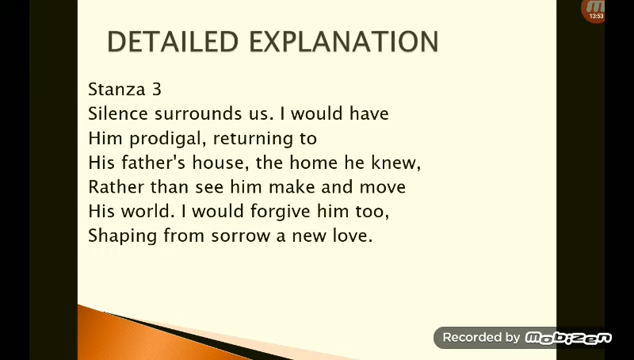 13:53
DETAILED EXPLANATION
Stanza 3
Silence surrounds us. I would have
Him prodigal, returning to
His father's house, the home he knew,
Rather than see him make and move
His world. I would forgive him too,
Shaping from sorrow a new love.
Recorded by mobizen